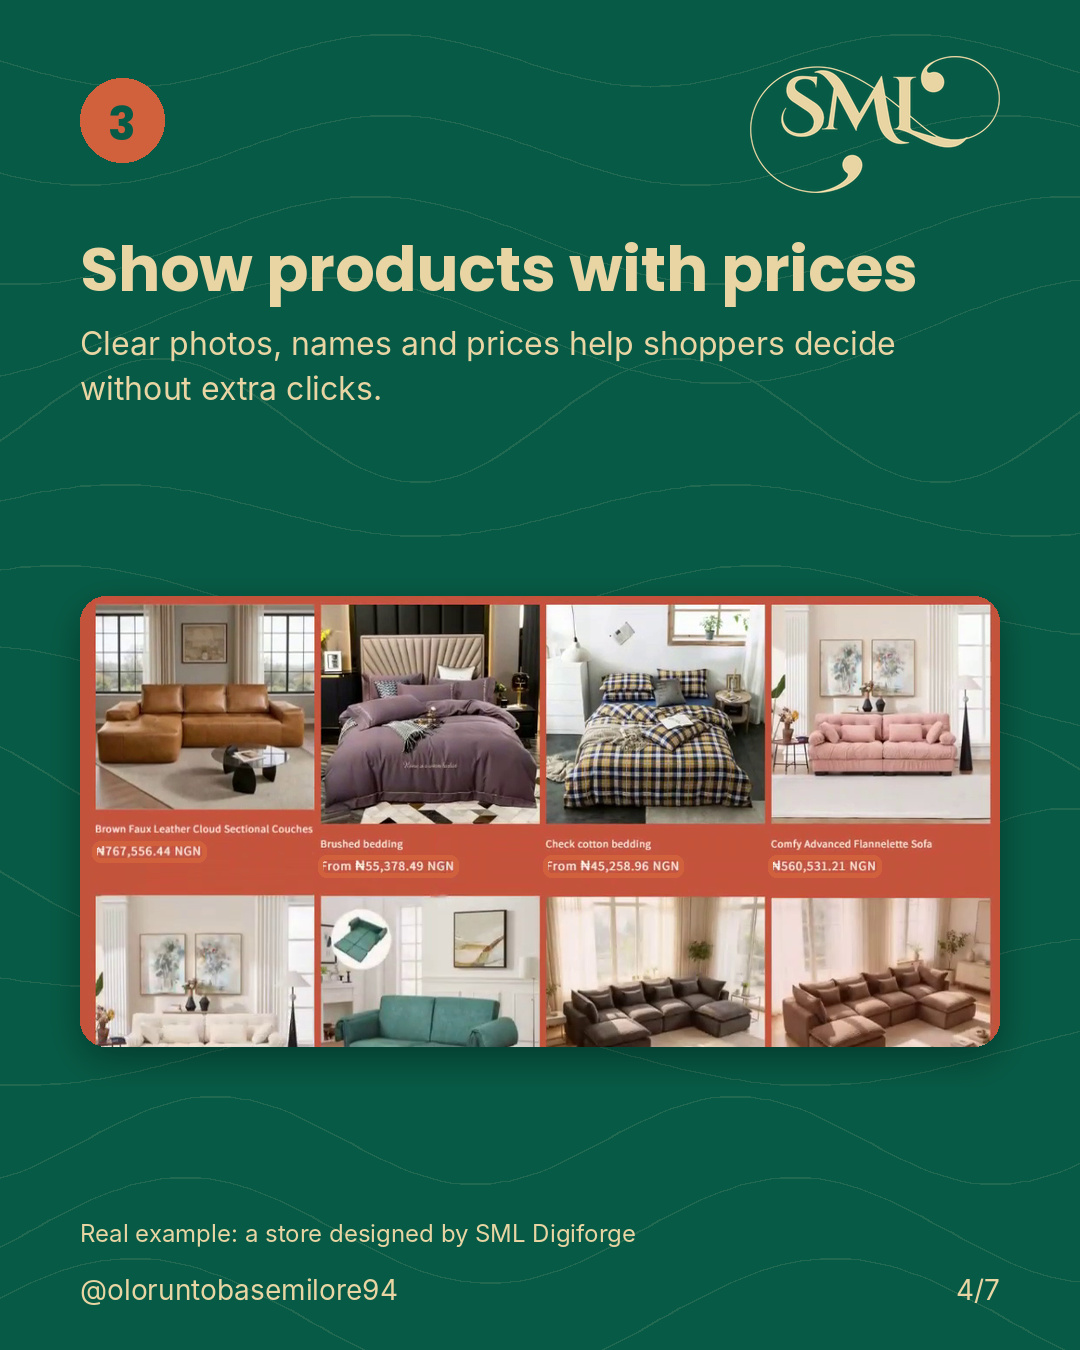 3
SML
Show products with prices
Clear photos, names and prices help shoppers decide
without extra clicks.
Brown Faux Leather Cloud Sectional Couches
₦767,556.44 NGN
Brushed bedding
From ₦55,378.49 NGN
Check cotton bedding
From ₦45,258.96 NGN
Comfy Advanced Flannelette Sofa
₦560,531.21 NGN
Real example: a store designed by SML Digiforge
@oloruntobasemilore94
4/7